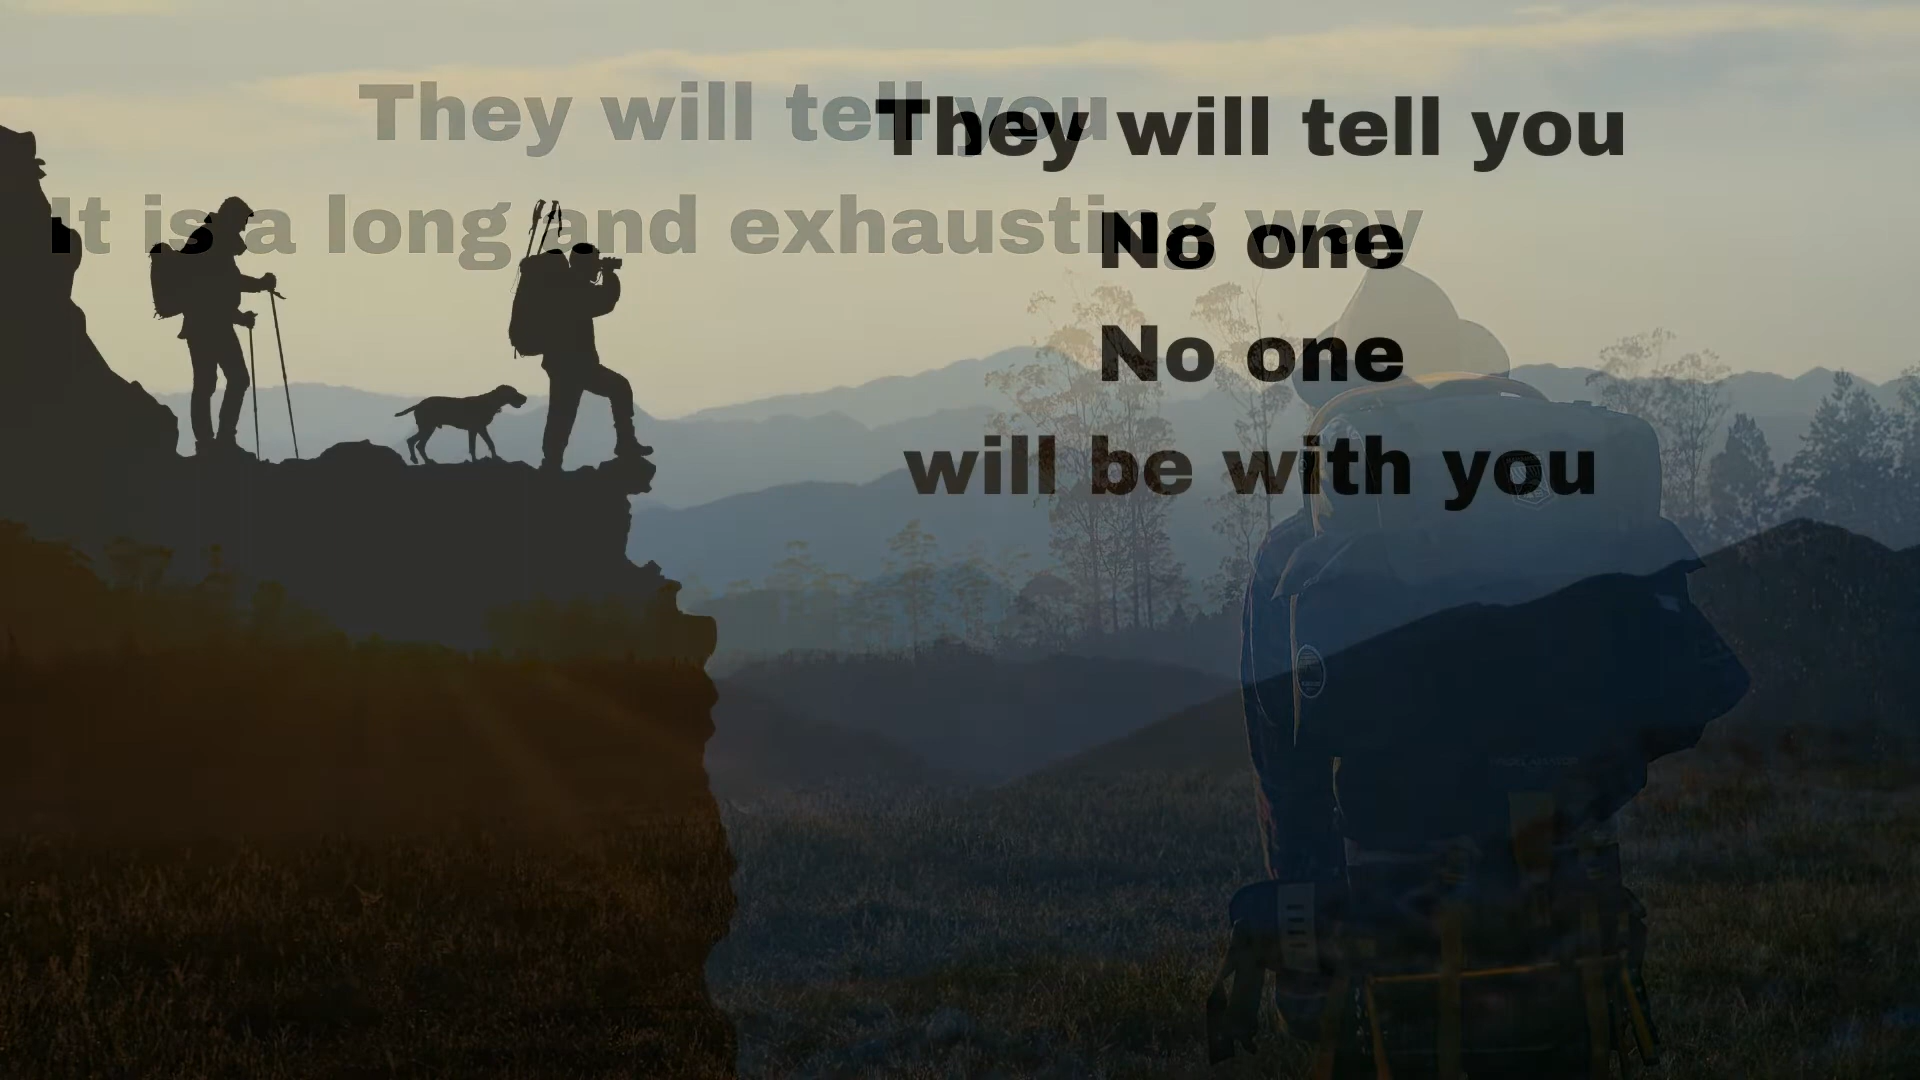 They will tell you
It is a long and exhausting way
They will tell you
No one
No one
will be with you